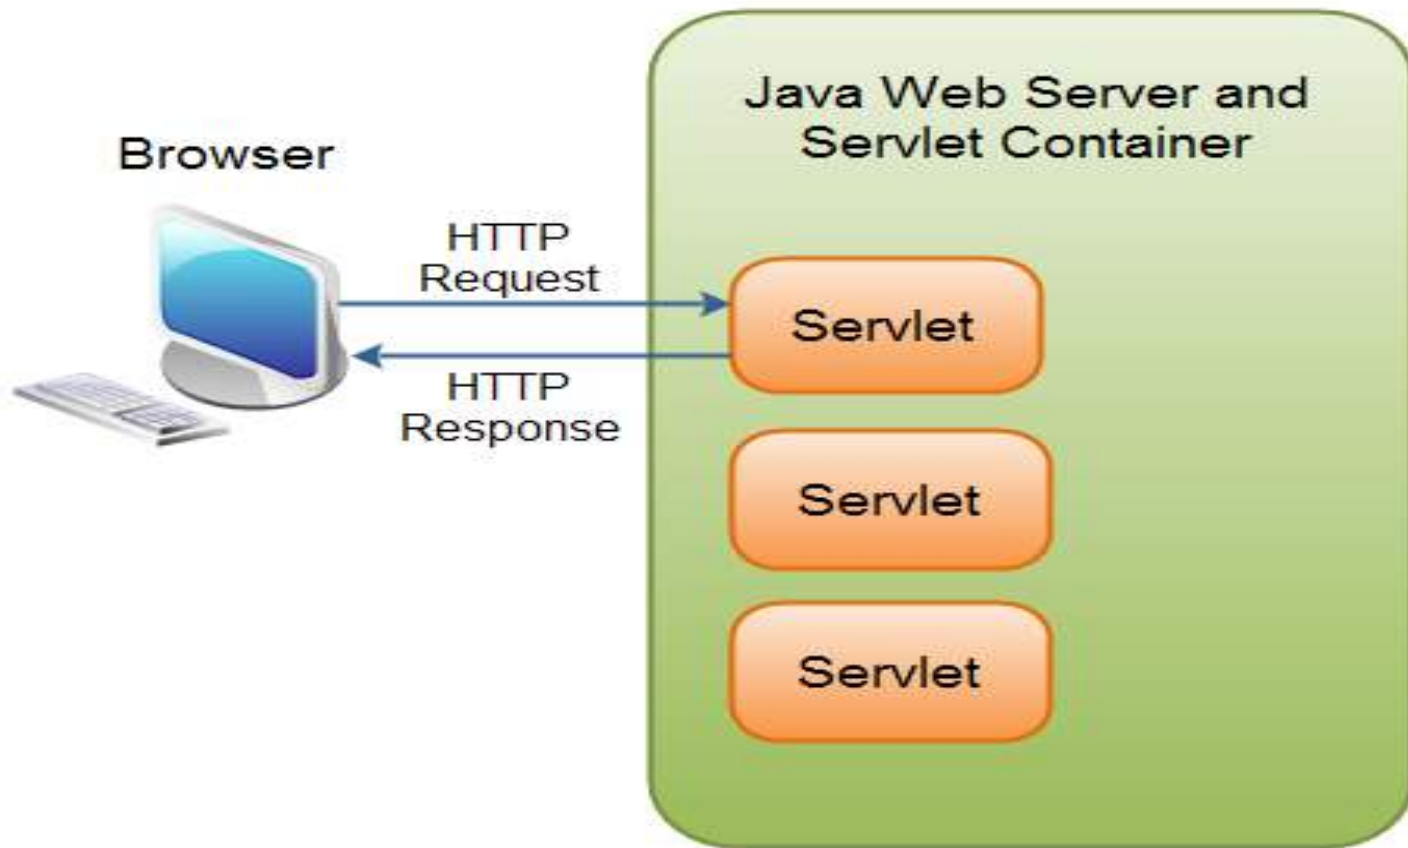 Java Web Server and
Servlet Container
Browser
HTTP
Request
Servlet
HTTP
Response
Servlet
Servlet